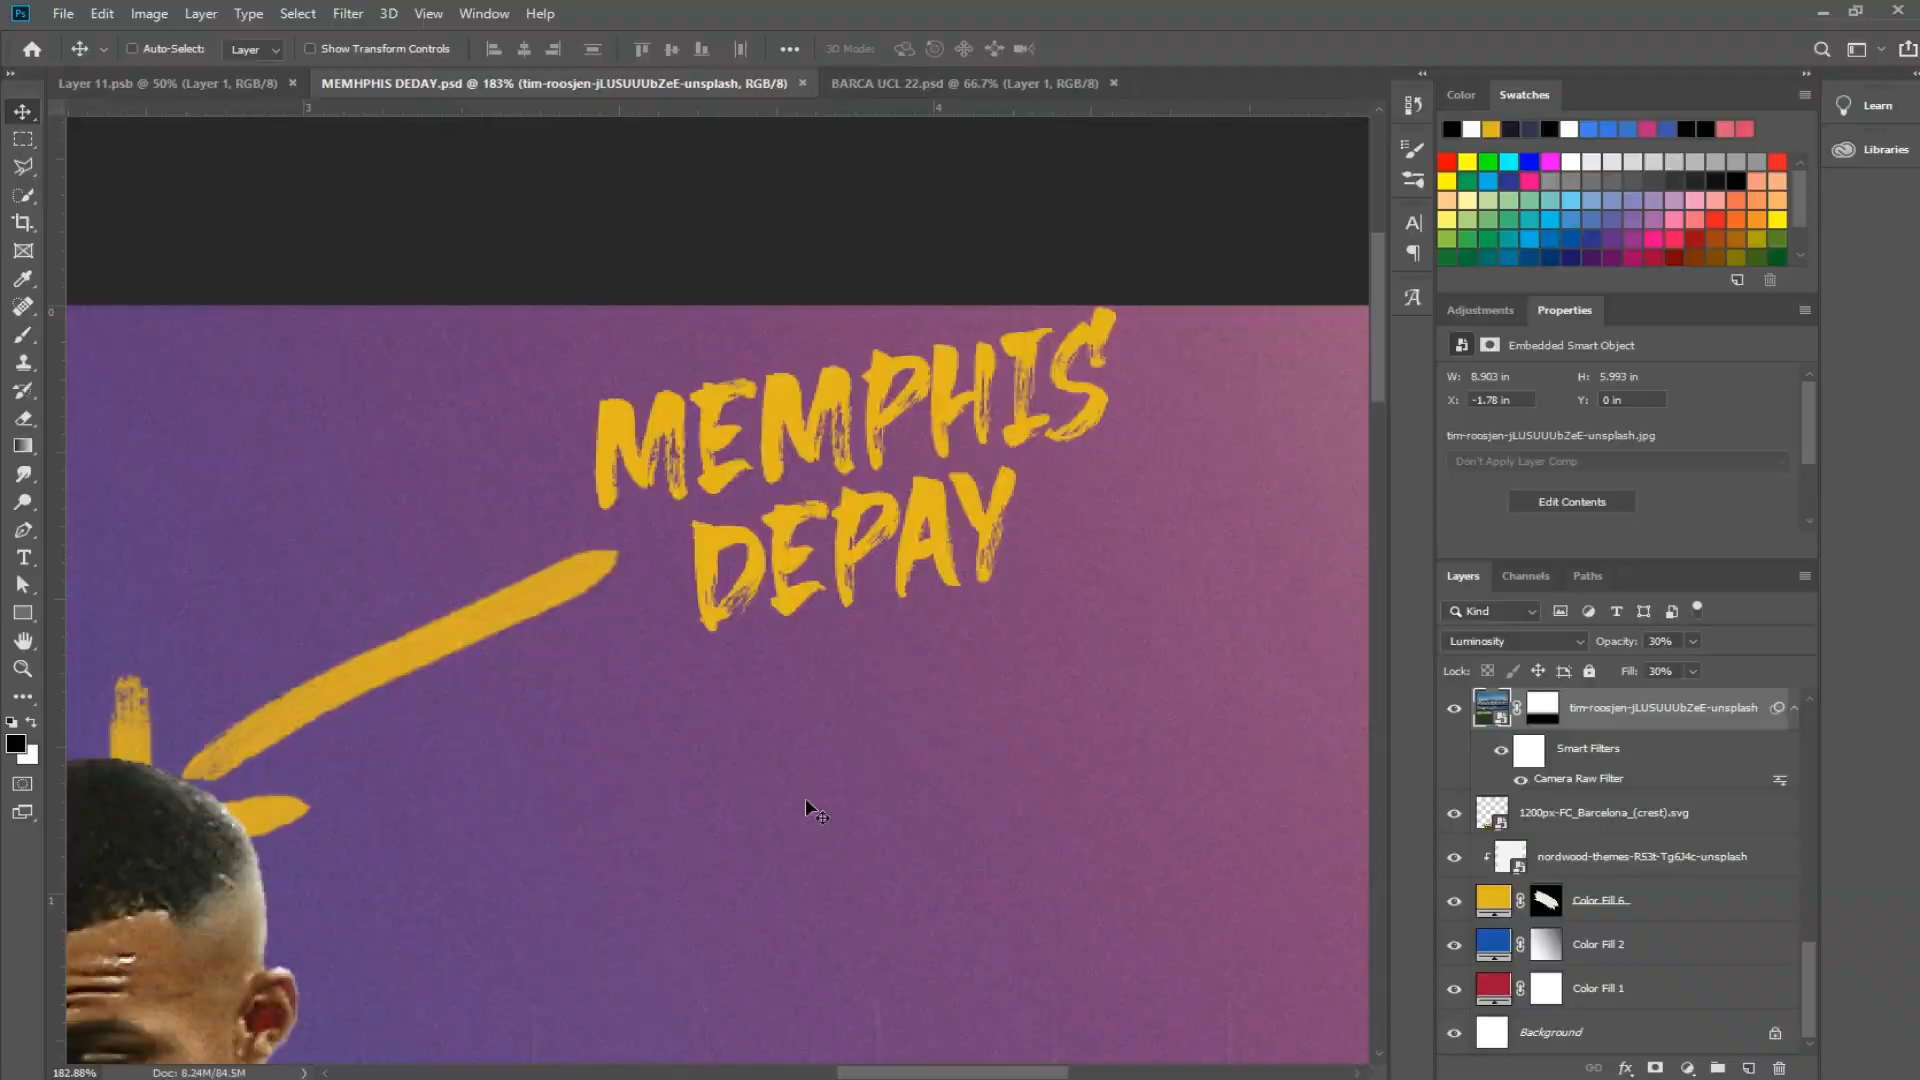 Ps File Edit Image Layer Type Select Filter 3D View Window Help
Auto-Select: Layer Show Transform Controls 3D Mode:
Layer 11.psb @ 50% (Layer 1, RGB/8) × MEMHPHIS DEDAY.psd @ 183% (tim-roosjen-jLUSUUUbZeE-unsplash, RGB/8) × BARCA UCL 22.psd @ 66.7% (Layer 1, RGB/8) ×
3 4
0
1
MEMPHIS
DEPAY
182.88% Doc: 8.24M/84.5M
Color Swatches
Learn
Libraries
Adjustments Properties
Embedded Smart Object
W: 8.903 in H: 5.993 in
X: -1.78 in Y: 0 in
tim-roosjen-jLUSUUUbZeE-unsplash.jpg
Don't Apply Layer Comp
Edit Contents
Layers Channels Paths
Kind
Luminosity Opacity: 30%
Lock: Fill: 30%
tim-roosjen-jLUSUUUbZeE-unsplash
Smart Filters
Camera Raw Filter
1200px-FC_Barcelona_(crest).svg
nordwood-themes-R53t-Tg6J4c-unsplash
Color Fill 6
Color Fill 2
Color Fill 1
Background
fx